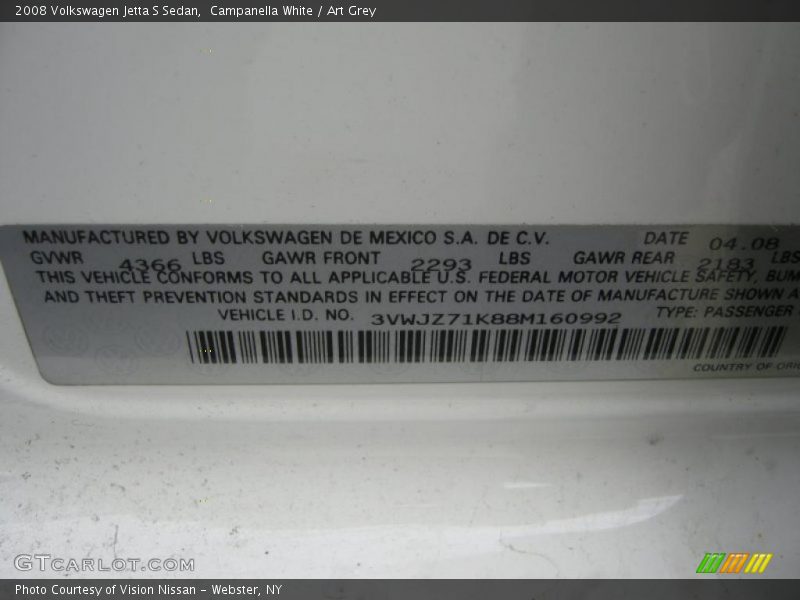 2008 Volkswagen Jetta S Sedan, Campanella White / Art Grey
MANUFACTURED BY VOLKSWAGEN DE MEXICO S.A. DE C.V. DATE 04.08
GVWR 4366 LBS GAWR FRONT 2293 LBS GAWR REAR 2183 LBS
THIS VEHICLE CONFORMS TO ALL APPLICABLE U.S. FEDERAL MOTOR VEHICLE SAFETY, BUM
AND THEFT PREVENTION STANDARDS IN EFFECT ON THE DATE OF MANUFACTURE SHOWN A
VEHICLE I.D. NO. 3VWJZ71K88M160992 TYPE: PASSENGER
COUNTRY OF ORI
GTCARLOT.COM
Photo Courtesy of Vision Nissan - Webster, NY